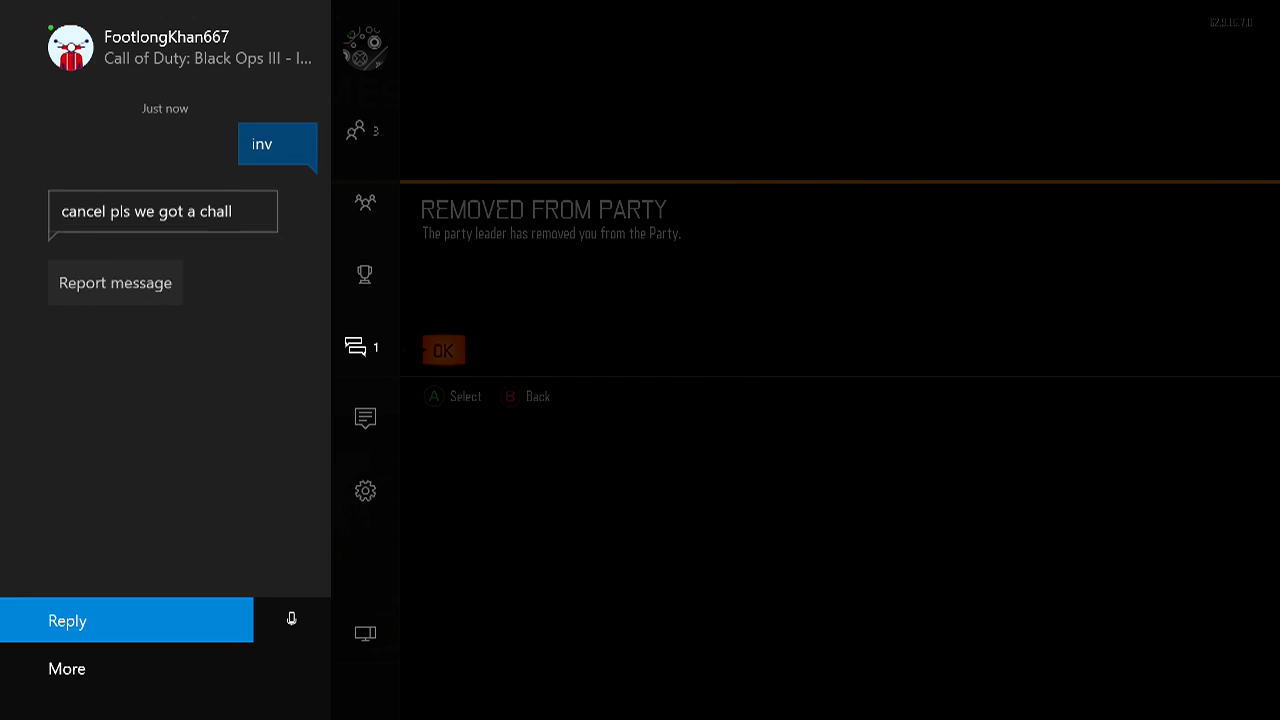 FootlongKhan667
Call of Duty: Black Ops III - I...
Just now
inv
cancel pls we got a chall
Report message
Reply
More
3
1
REMOVED FROM PARTY
The party leader has removed you from the Party.
OK
A Select B Back